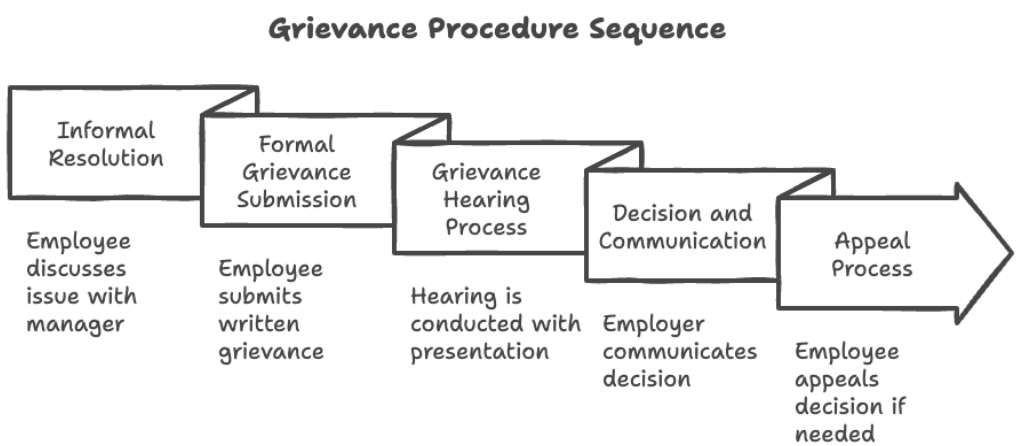 Grievance Procedure Sequence
Informal
Resolution
Employee
discusses
issue with
manager
Formal
Grievance
Submission
Employee
submits
written
grievance
Grievance
Hearing
Process
Hearing is
conducted with
presentation
Decision and
Communication
Employer
communicates
decision
Appeal
Process
Employee
appeals
decision if
needed